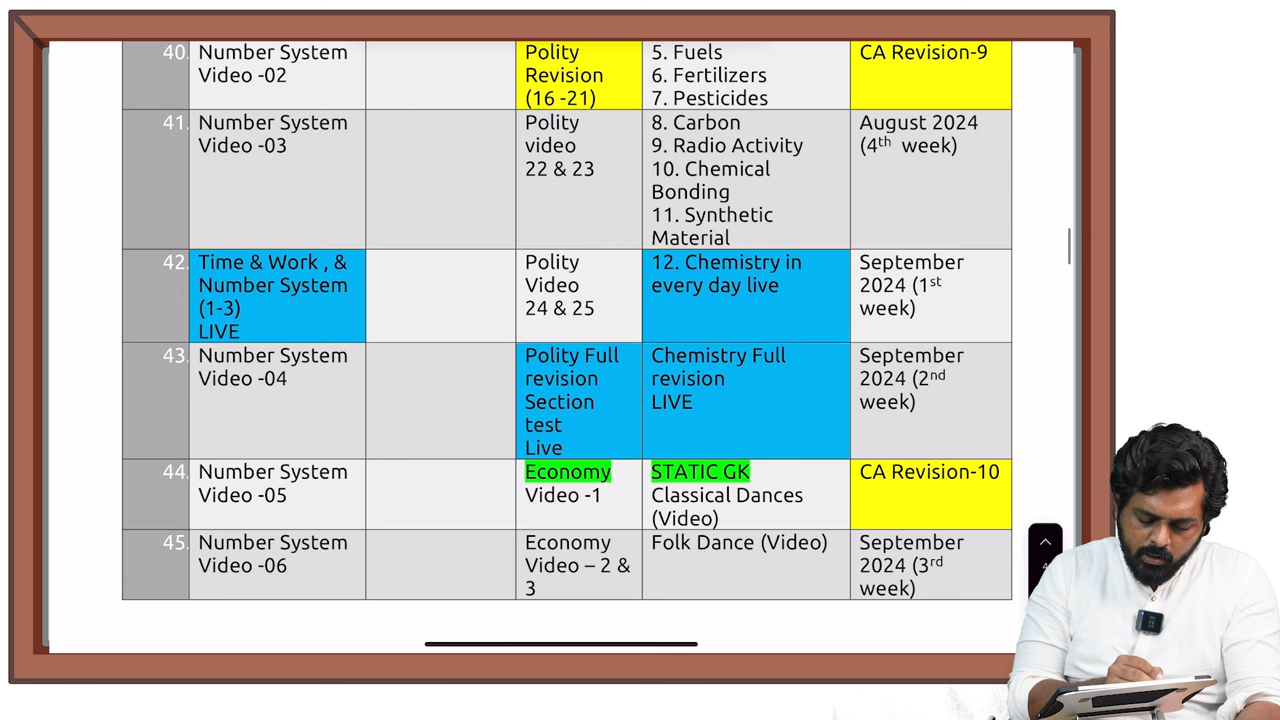 40. Number System
Video -02
Polity
Revision
(16 -21)
5. Fuels
6. Fertilizers
7. Pesticides
CA Revision-9
41. Number System
Video -03
Polity
video
22 & 23
8. Carbon
9. Radio Activity
10. Chemical
Bonding
11. Synthetic
Material
August 2024
(4th week)
42. Time & Work , &
Number System
(1-3)
LIVE
Polity
Video
24 & 25
12. Chemistry in
every day live
September
2024 (1st
week)
43. Number System
Video -04
Polity Full
revision
Section
test
Live
Chemistry Full
revision
LIVE
September
2024 (2nd
week)
44. Number System
Video -05
Economy
Video -1
STATIC GK
Classical Dances
(Video)
CA Revision-10
45. Number System
Video -06
Economy
Video – 2 &
3
Folk Dance (Video)
September
2024 (3rd
week)